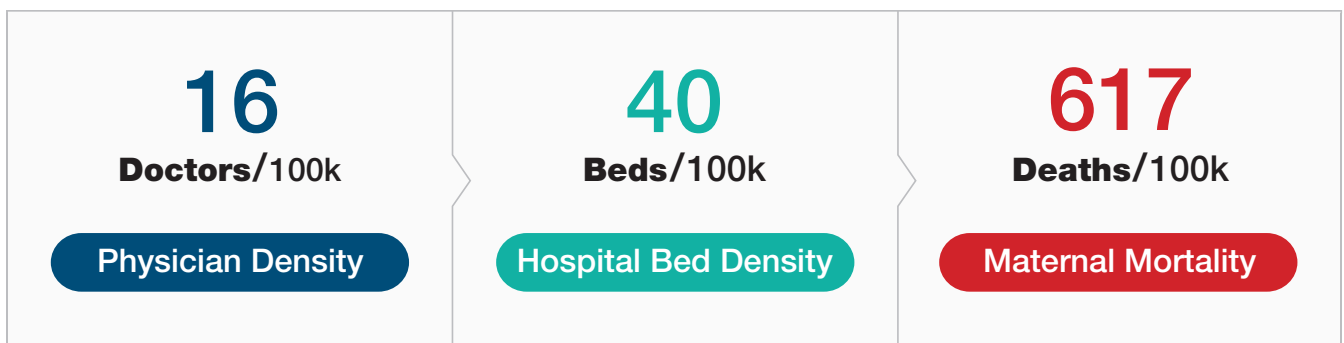 16
Doctors/100k
Physician Density
40
Beds/100k
Hospital Bed Density
617
Deaths/100k
Maternal Mortality